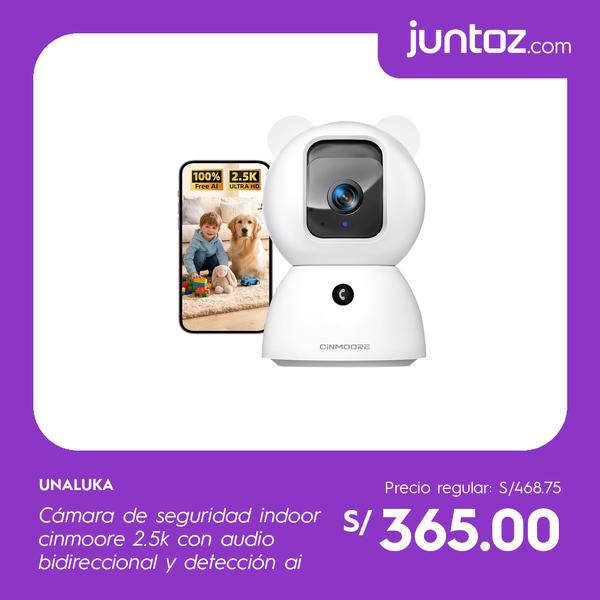 juntoz.com
100%
Free AI
2.5K
ULTRA HD
CINMOORE
UNALUKA
Cámara de seguridad indoor
cinmoore 2.5k con audio
bidireccional y detección ai
Precio regular: S/468.75
S/ 365.00